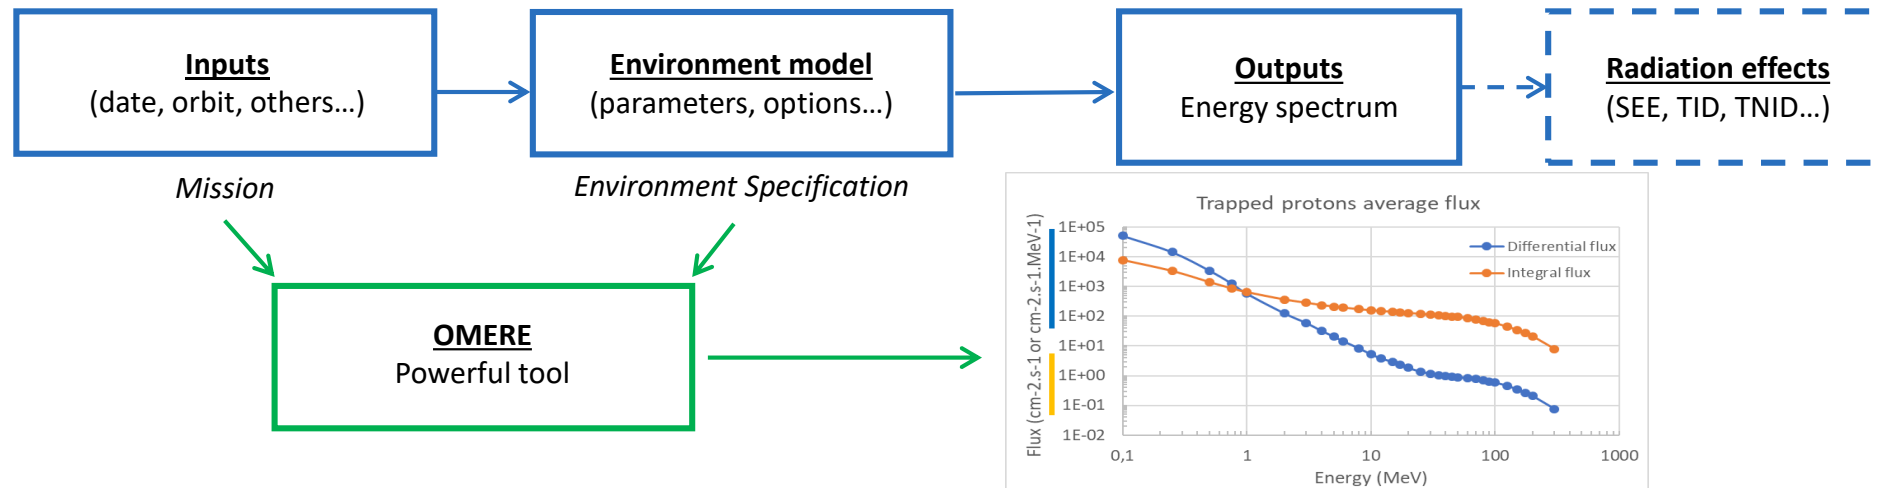 Inputs
(date, orbit, others…)
Environment model
(parameters, options…)
Outputs
Energy spectrum
Radiation effects
(SEE, TID, TNID…)
Mission
Environment Specification
OMERE
Powerful tool
Trapped protons average flux
Flux (cm-2.s-1 or cm-2.s-1.MeV-1)
1E+05
1E+04
1E+03
1E+02
1E+01
1E+00
1E-01
1E-02
Differential flux
Integral flux
0,1
1
10
100
1000
Energy (MeV)